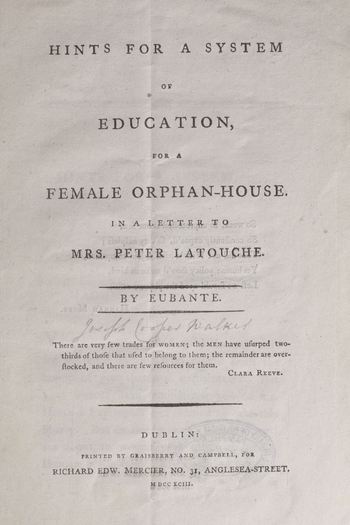 HINTS FOR A SYSTEM
OF
EDUCATION,
FOR A
FEMALE ORPHAN-HOUSE.
IN A LETTER TO
MRS. PETER LATOUCHE.
BY EUBANTE.
Joseph Cooper Walker
There are very few trades for WOMEN; the MEN have uſurped two-
thirds of thoſe that uſed to belong to them; the remainder are over-
ſtocked, and there are few reſources for them.
CLARA REEVE.
DUBLIN:
PRINTED BY GRAISBERRY AND CAMPBELL, FOR
RICHARD EDW. MERCIER, NO. 31, ANGLESEA-STREET.
M DCC XCIII.